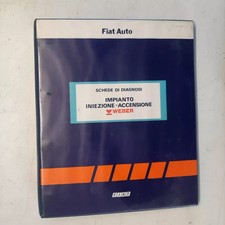 Fiat Auto
SCHEDE DI DIAGNOSI
IMPIANTO
INIEZIONE - ACCENSIONE
WEBER
FIAT